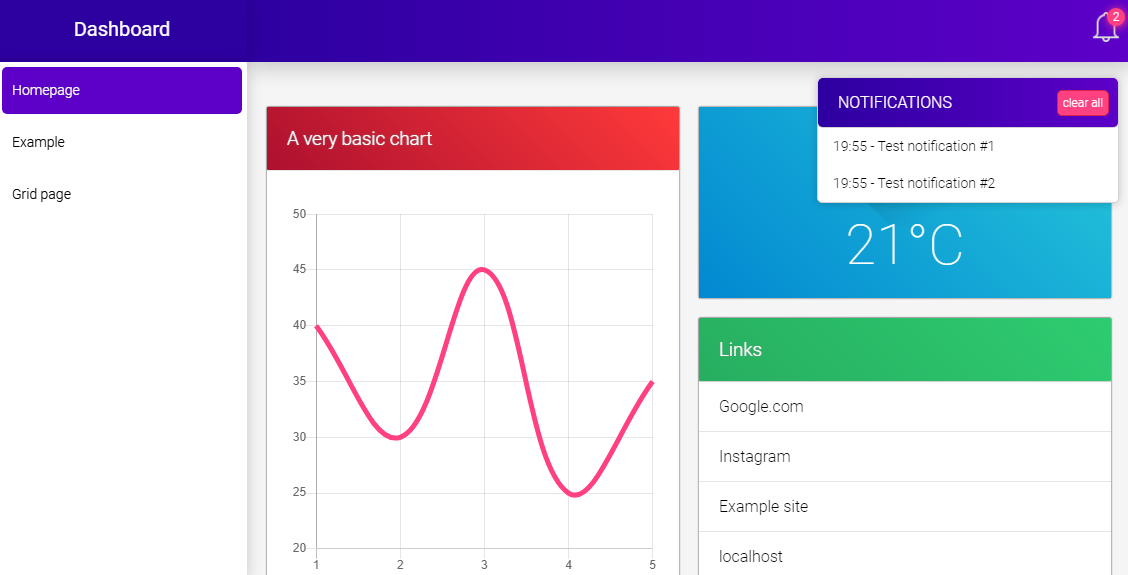 Dashboard
2
Homepage
Example
Grid page
A very basic chart
50
45
40
35
30
25
20
1 2 3 4 5
NOTIFICATIONS clear all
19:55 - Test notification #1
19:55 - Test notification #2
21°C
Links
Google.com
Instagram
Example site
localhost